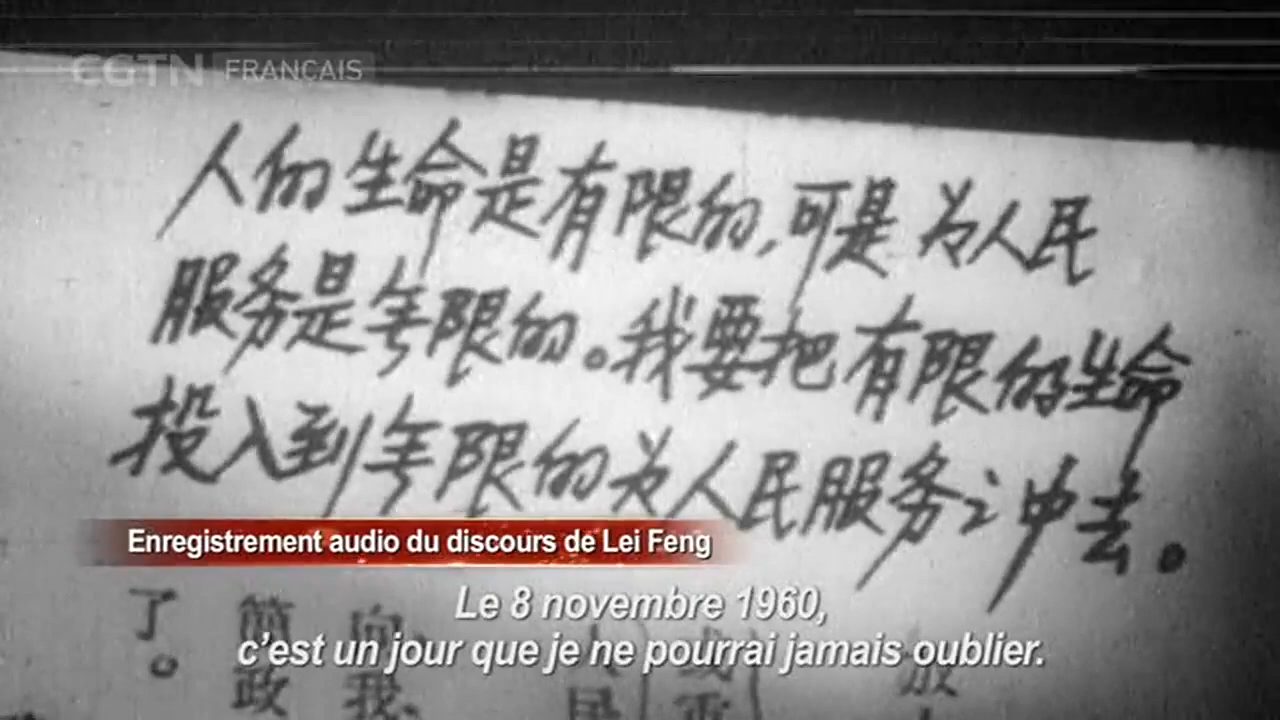 CGTN FRANÇAIS
人的生命是有限的,可是为人民
服务是无限的。我要把有限的生命
投入到无限的为人民服务之中去。
Enregistrement audio du discours de Lei Feng
Le 8 novembre 1960,
c'est un jour que je ne pourrai jamais oublier.
简政
了。